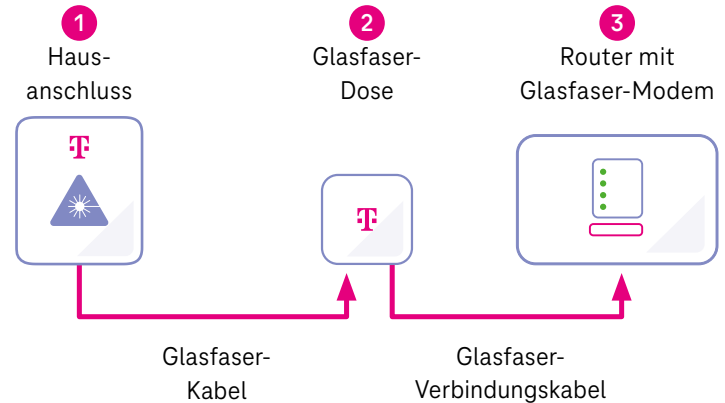 1
Haus-
anschluss
2
Glasfaser-
Dose
3
Router mit
Glasfaser-Modem
T
T
Glasfaser-
Kabel
Glasfaser-
Verbindungskabel